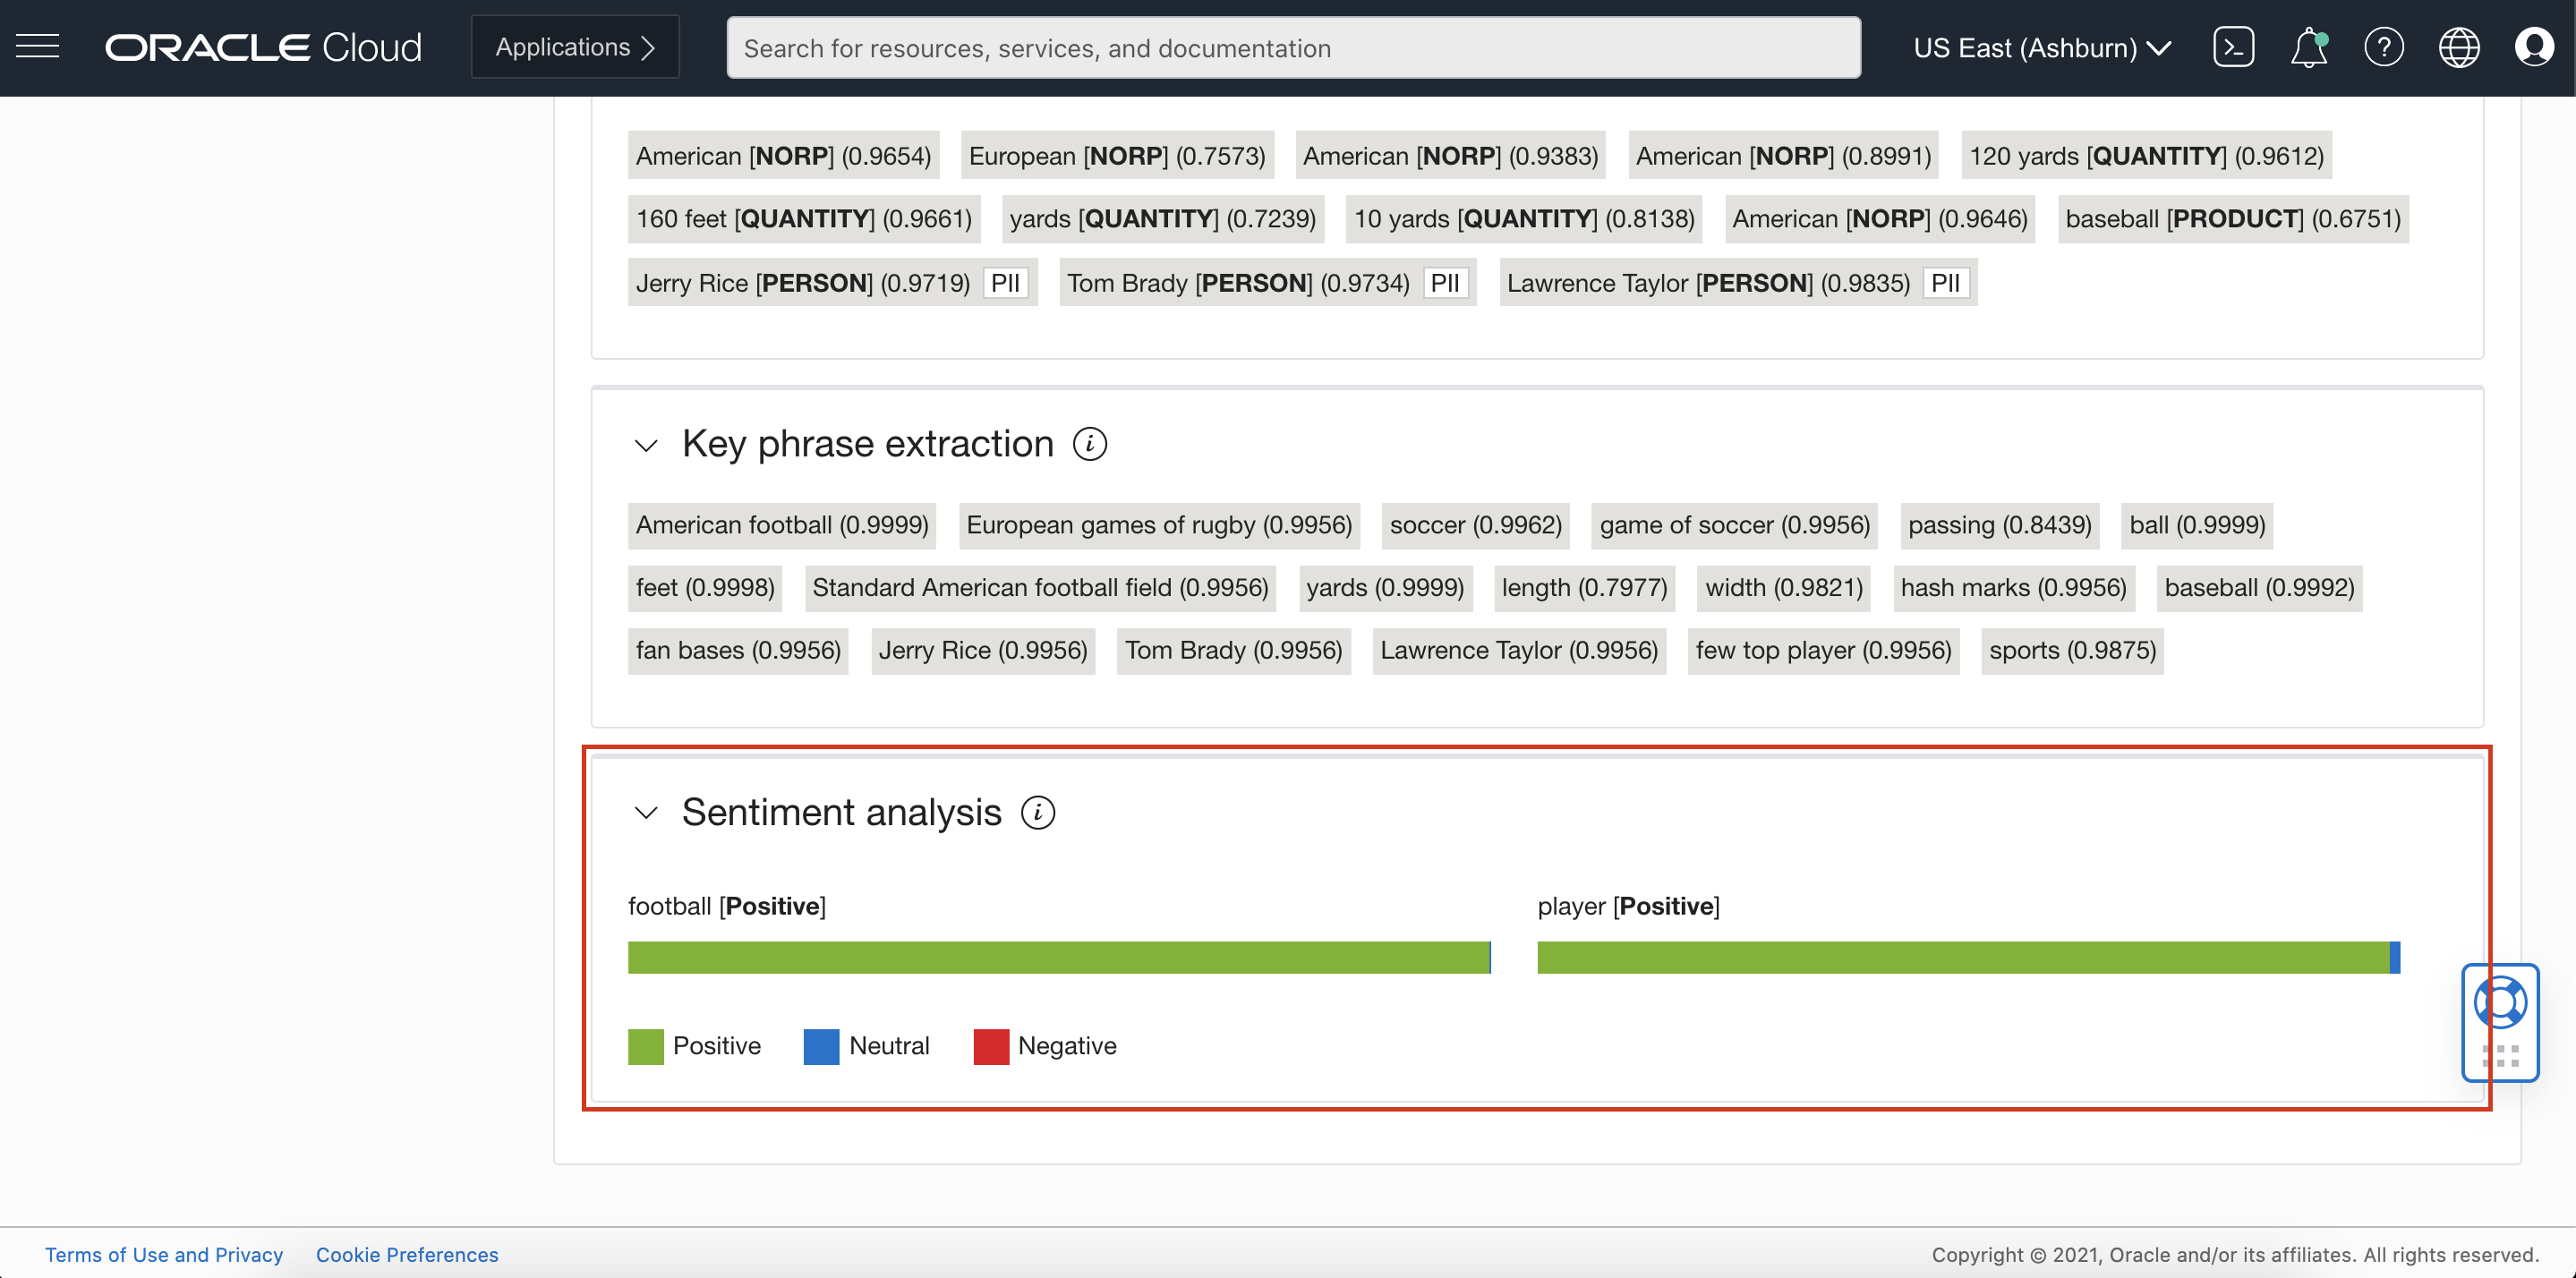 ORACLE Cloud Applications Search for resources, services, and documentation US East (Ashburn)
American [NORP] (0.9654) European [NORP] (0.7573) American [NORP] (0.9383) American [NORP] (0.8991) 120 yards [QUANTITY] (0.9612)
160 feet [QUANTITY] (0.9661) yards [QUANTITY] (0.7239) 10 yards [QUANTITY] (0.8138) American [NORP] (0.9646) baseball [PRODUCT] (0.6751)
Jerry Rice [PERSON] (0.9719) PII Tom Brady [PERSON] (0.9734) PII Lawrence Taylor [PERSON] (0.9835) PII
Key phrase extraction i
American football (0.9999) European games of rugby (0.9956) soccer (0.9962) game of soccer (0.9956) passing (0.8439) ball (0.9999)
feet (0.9998) Standard American football field (0.9956) yards (0.9999) length (0.7977) width (0.9821) hash marks (0.9956) baseball (0.9992)
fan bases (0.9956) Jerry Rice (0.9956) Tom Brady (0.9956) Lawrence Taylor (0.9956) few top player (0.9956) sports (0.9875)
Sentiment analysis i
football [Positive] player [Positive]
Positive Neutral Negative
Terms of Use and Privacy Cookie Preferences Copyright © 2021, Oracle and/or its affiliates. All rights reserved.